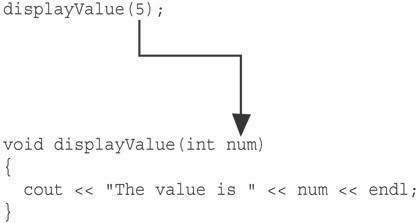 displayValue(5);
void displayValue(int num)
{
  cout << "The value is " << num << endl;
}